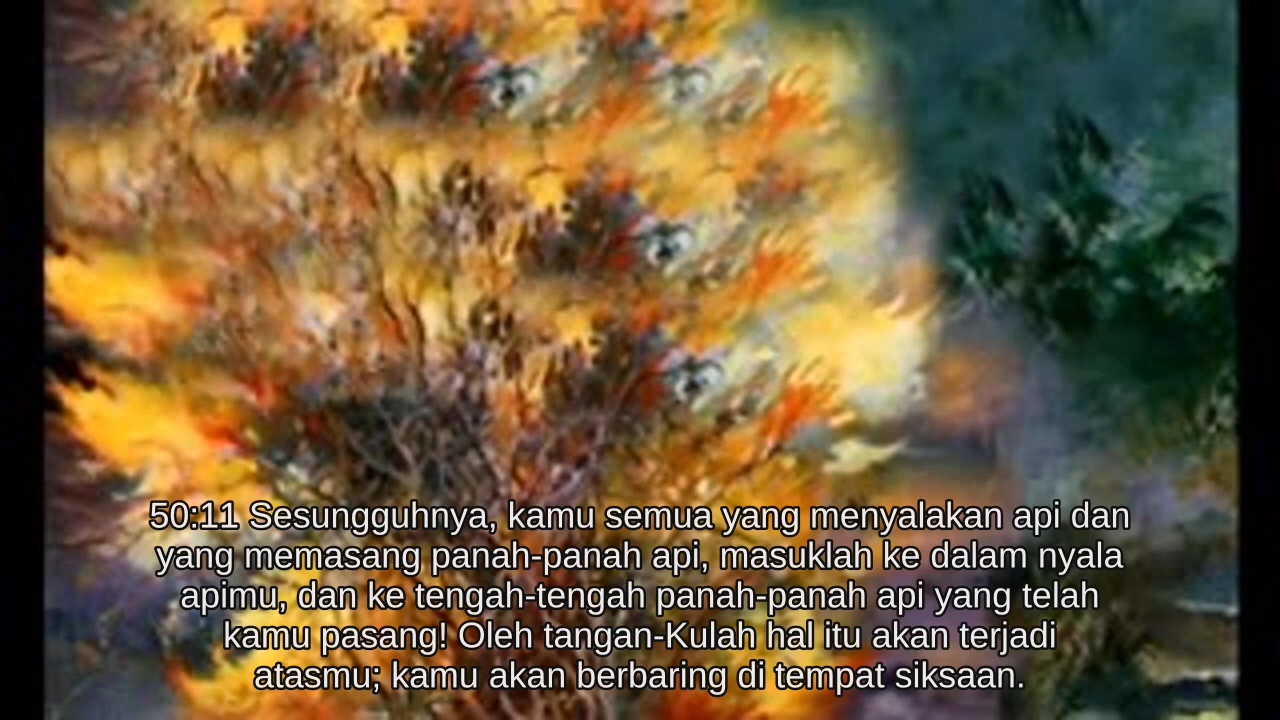 50:11 Sesungguhnya, kamu semua yang menyalakan api dan
yang memasang panah-panah api, masuklah ke dalam nyala
apimu, dan ke tengah-tengah panah-panah api yang telah
kamu pasang! Oleh tangan-Kulah hal itu akan terjadi
atasmu; kamu akan berbaring di tempat siksaan.